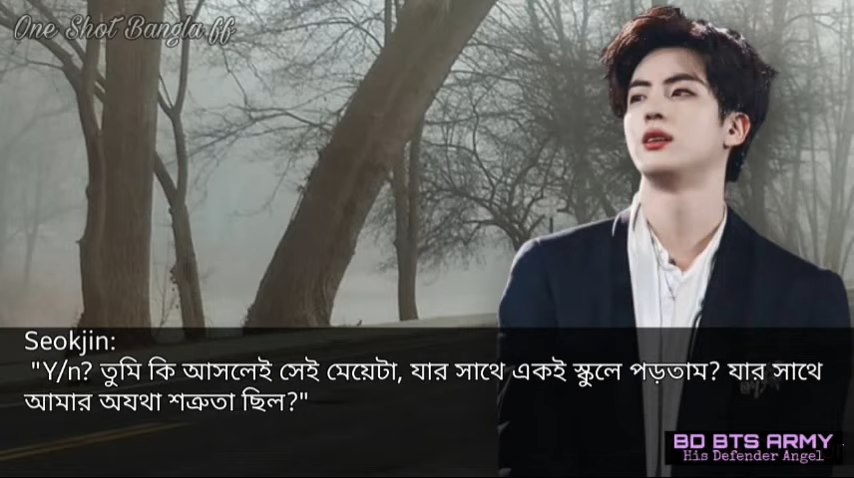 One Shot Bangla ff
Seokjin:
"Y/n? তুমি কি আসলেই সেই মেয়েটা, যার সাথে একই স্কুলে পড়তাম? যার সাথে
আমার অযথা শত্রুতা ছিল?"
BD BTS ARMY
His Defender Angel